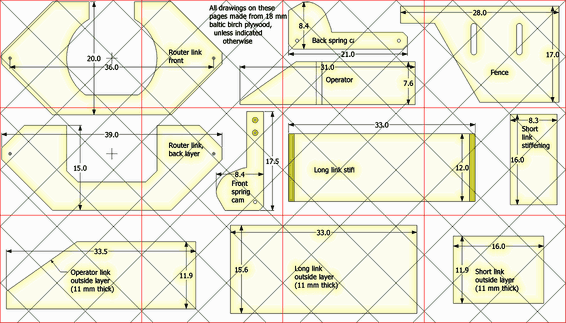 All drawings on these
pages made from 18 mm
baltic birch plywood,
unless indicated
otherwise
20.0
Router link
front
36.0
8.4
Back spring
21.0
28.0
17.0
Fence
31.0
Operator
7.6
39.0
Router link,
back layer
15.0
8.4
Front
spring
cam
17.5
33.0
Long link stiff
12.0
8.3
Short
link
stiffening
16.0
33.5
Operator link
outside layer
(11 mm thick)
11.9
33.0
15.6
Long link
outside layer
(11 mm thick)
16.0
11.9
Short link
outside layer
(11 mm thick)